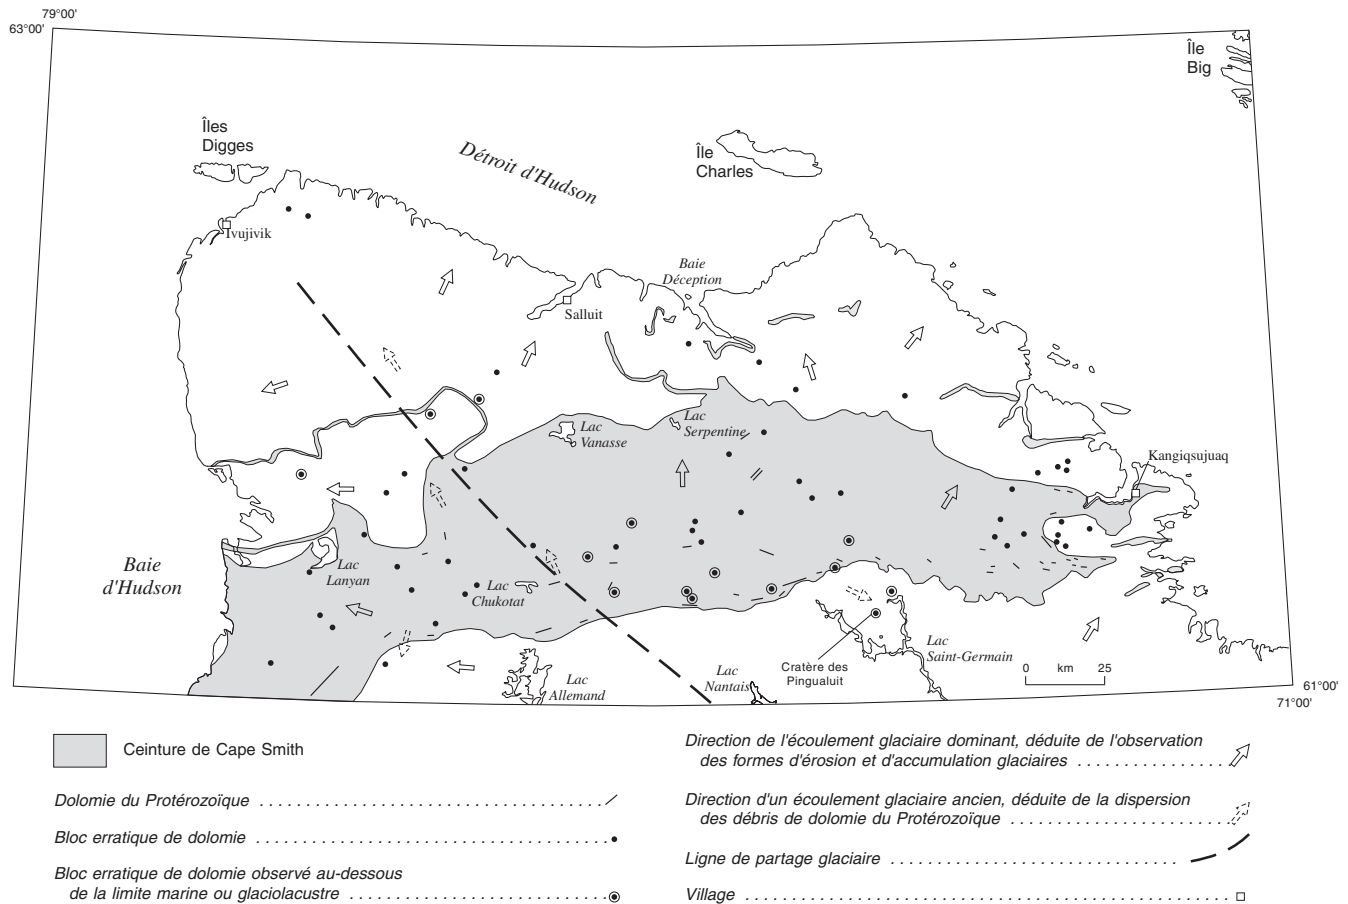 79°00'
63°00'
Île
Big
Îles
Digges
Détroit d'Hudson
Île
Charles
Ivujivik
Baie
Déception
Salluit
Lac
Serpentine
Lac
Vanasse
Kangiqsujuaq
Baie
d'Hudson
Lac
Lanyan
Lac
Chukotat
Lac
Saint-Germain
Cratère des
Pingualuit
Lac
Nantais
Lac
Allemand
0 km 25
61°00'
71°00'
Ceinture de Cape Smith
Dolomie du Protérozoïque
Bloc erratique de dolomie
Bloc erratique de dolomie observé au-dessous
de la limite marine ou glaciolacustre
Direction de l'écoulement glaciaire dominant, déduite de l'observation
des formes d'érosion et d'accumulation glaciaires
Direction d'un écoulement glaciaire ancien, déduite de la dispersion
des débris de dolomie du Protérozoïque
Ligne de partage glaciaire
Village